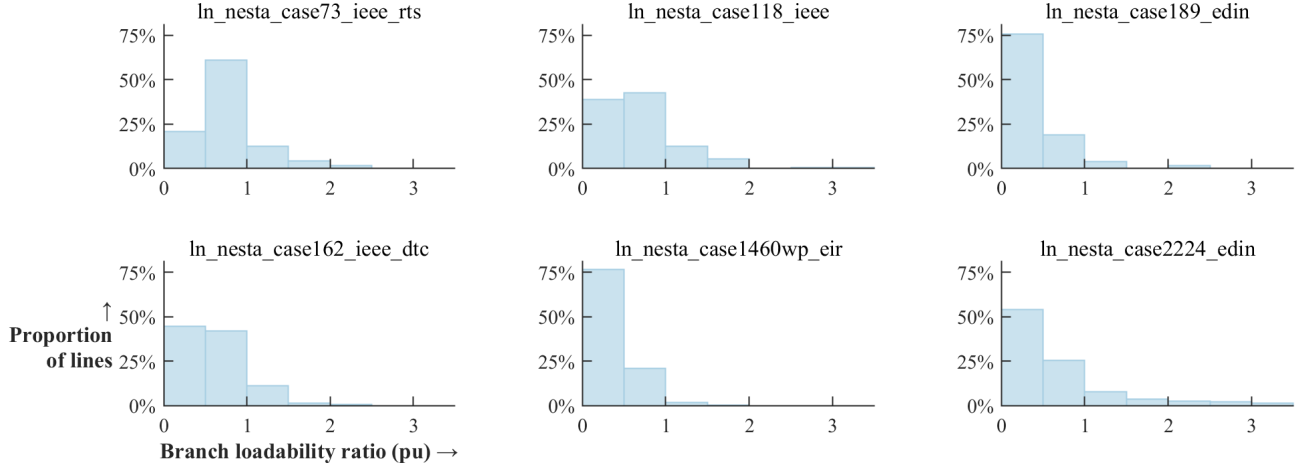 ln_nesta_case73_ieee_rts
75%
50%
25%
0%
0 1 2 3
ln_nesta_case118_ieee
75%
50%
25%
0%
0 1 2 3
ln_nesta_case189_edin
75%
50%
25%
0%
0 1 2 3
ln_nesta_case162_ieee_dtc
75%
50%
25%
0%
0 1 2 3
↑
Proportion
of lines
Branch loadability ratio (pu) →
ln_nesta_case1460wp_eir
75%
50%
25%
0%
0 1 2 3
ln_nesta_case2224_edin
75%
50%
25%
0%
0 1 2 3